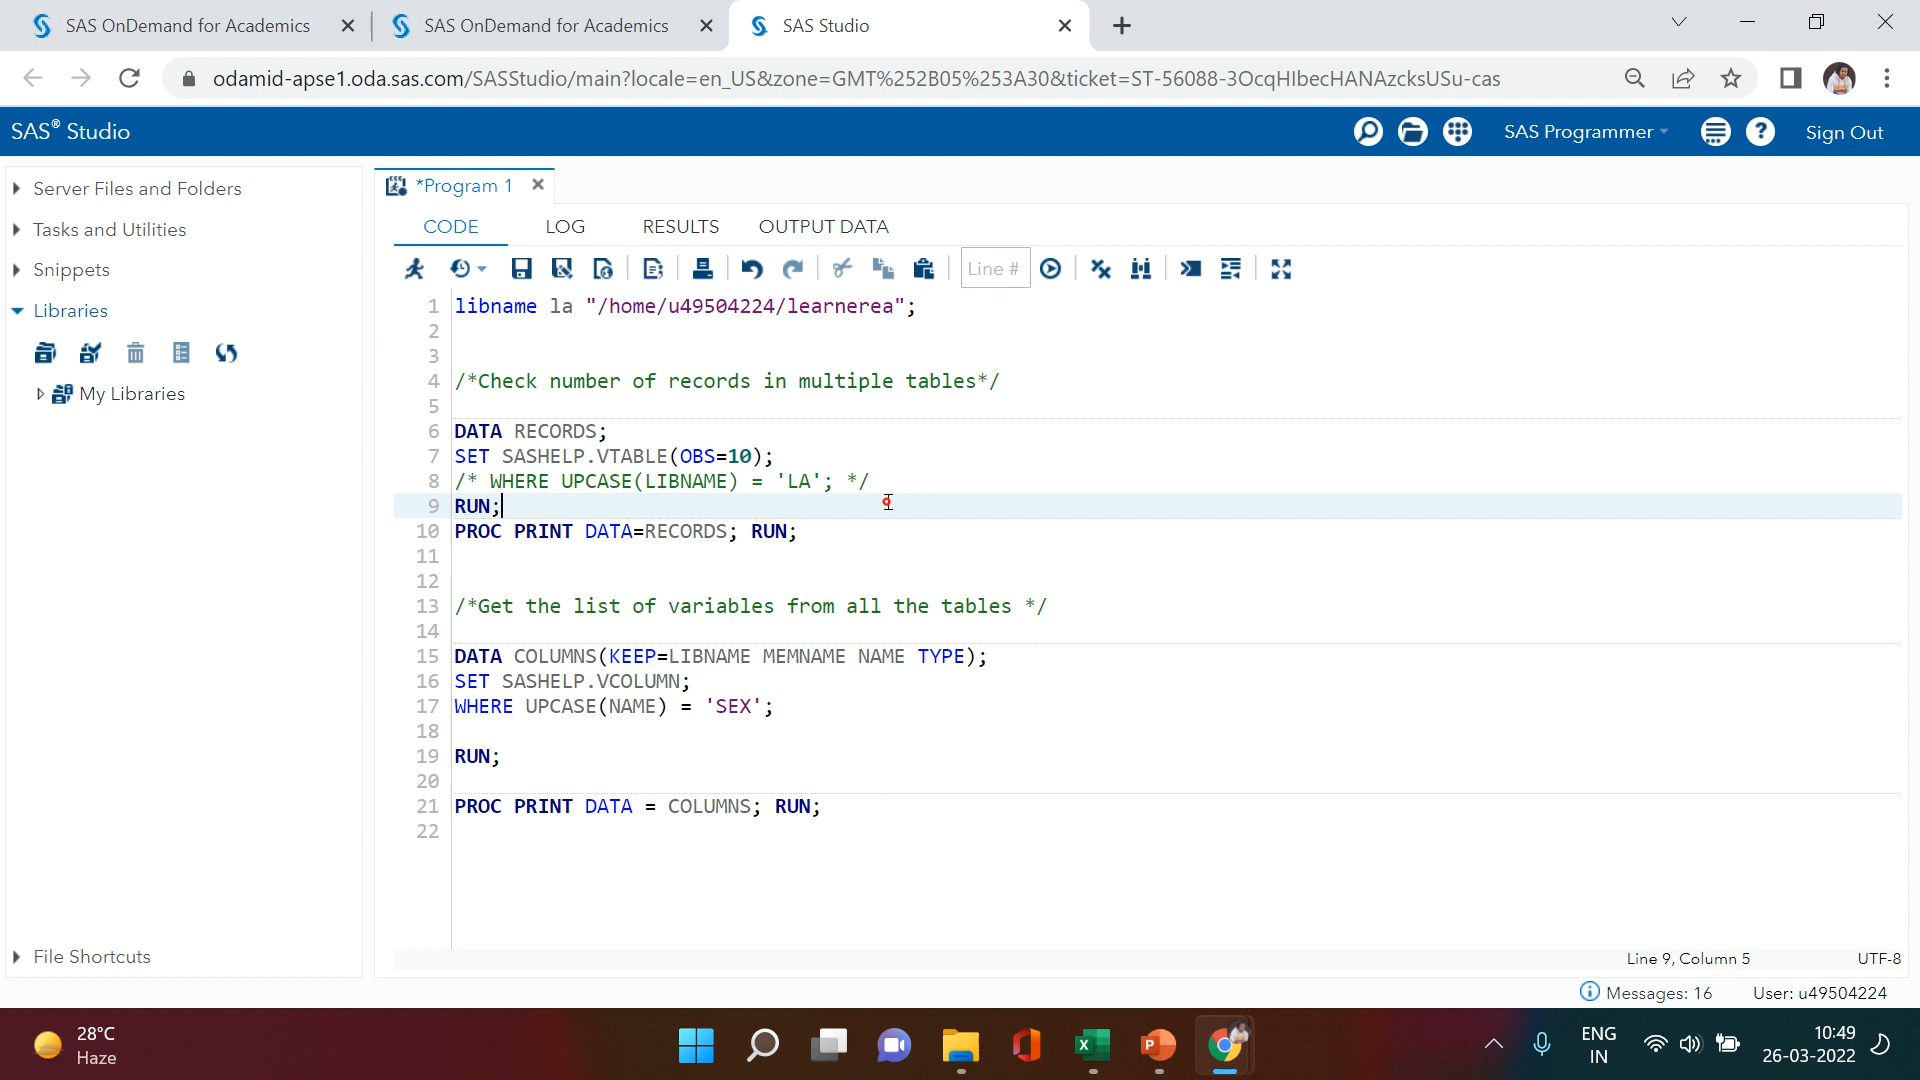 SAS OnDemand for Academics
SAS OnDemand for Academics
SAS Studio
odamid-apse1.oda.sas.com/SASStudio/main?locale=en_US&zone=GMT%252B05%253A30&ticket=ST-56088-3OcqHlbecHANAzcksUSu-cas
SAS® Studio
SAS Programmer
Sign Out
Server Files and Folders
Tasks and Utilities
Snippets
Libraries
My Libraries
File Shortcuts
*Program 1
CODE LOG RESULTS OUTPUT DATA
Line #
1 libname la "/home/u49504224/learnerea";
2
3
4 /*Check number of records in multiple tables*/
5
6 DATA RECORDS;
7 SET SASHELP.VTABLE(OBS=10);
8 /* WHERE UPCASE(LIBNAME) = 'LA'; */
9 RUN;
10 PROC PRINT DATA=RECORDS; RUN;
11
12
13 /*Get the list of variables from all the tables */
14
15 DATA COLUMNS(KEEP=LIBNAME MEMNAME NAME TYPE);
16 SET SASHELP.VCOLUMN;
17 WHERE UPCASE(NAME) = 'SEX';
18
19 RUN;
20
21 PROC PRINT DATA = COLUMNS; RUN;
22
Line 9, Column 5 UTF-8
Messages: 16 User: u49504224
28°C
Haze
ENG
IN
10:49
26-03-2022